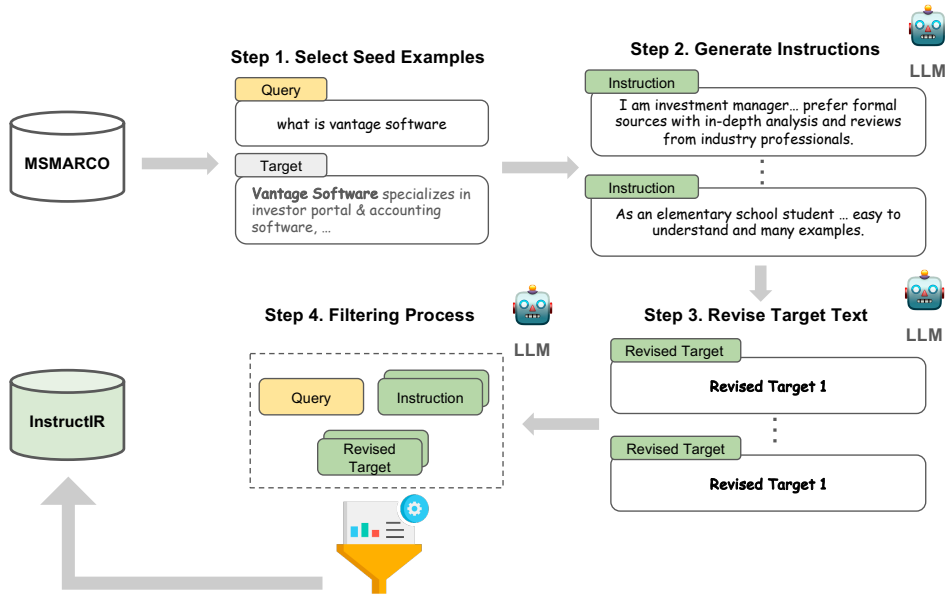 Step 1. Select Seed Examples
Query
what is vantage software
Target
Vantage Software specializes in
investor portal & accounting
software, …
MSMARCO
Step 2. Generate Instructions
LLM
Instruction
I am investment manager… prefer formal
sources with in-depth analysis and reviews
from industry professionals.
Instruction
As an elementary school student … easy to
understand and many examples.
Step 3. Revise Target Text
LLM
Revised Target
Revised Target 1
Revised Target
Revised Target 1
Step 4. Filtering Process
LLM
Query
Instruction
Revised
Target
InstructIR